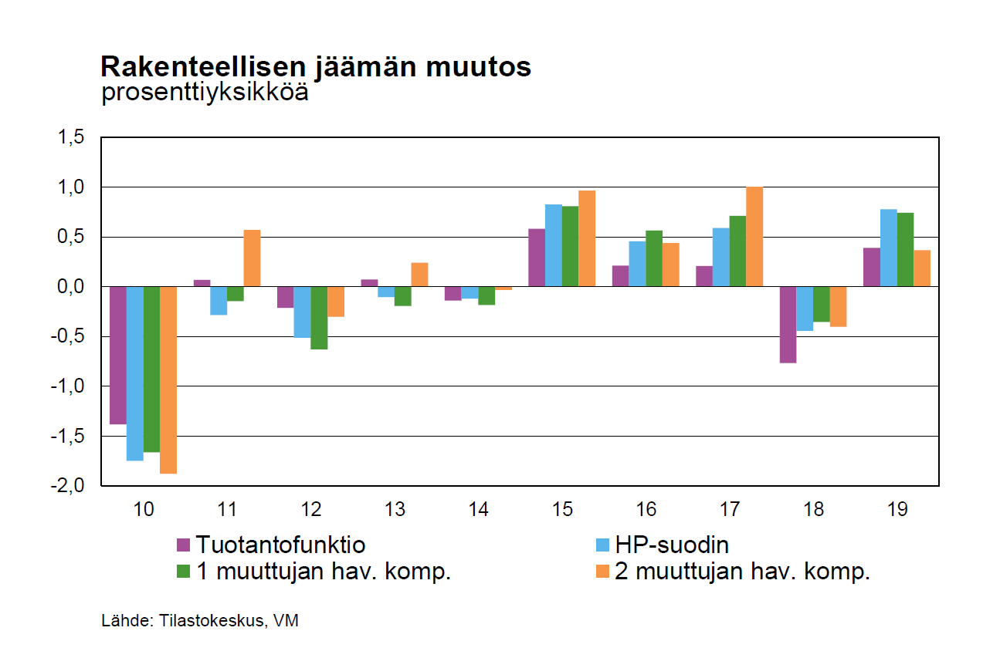 Rakenteellisen jäämän muutos
prosenttiyksikköä
1,5
1,0
0,5
0,0
-0,5
-1,0
-1,5
-2,0
10 11 12 13 14 15 16 17 18 19
Tuotantofunktio HP-suodin
1 muuttujan hav. komp. 2 muuttujan hav. komp.
Lähde: Tilastokeskus, VM